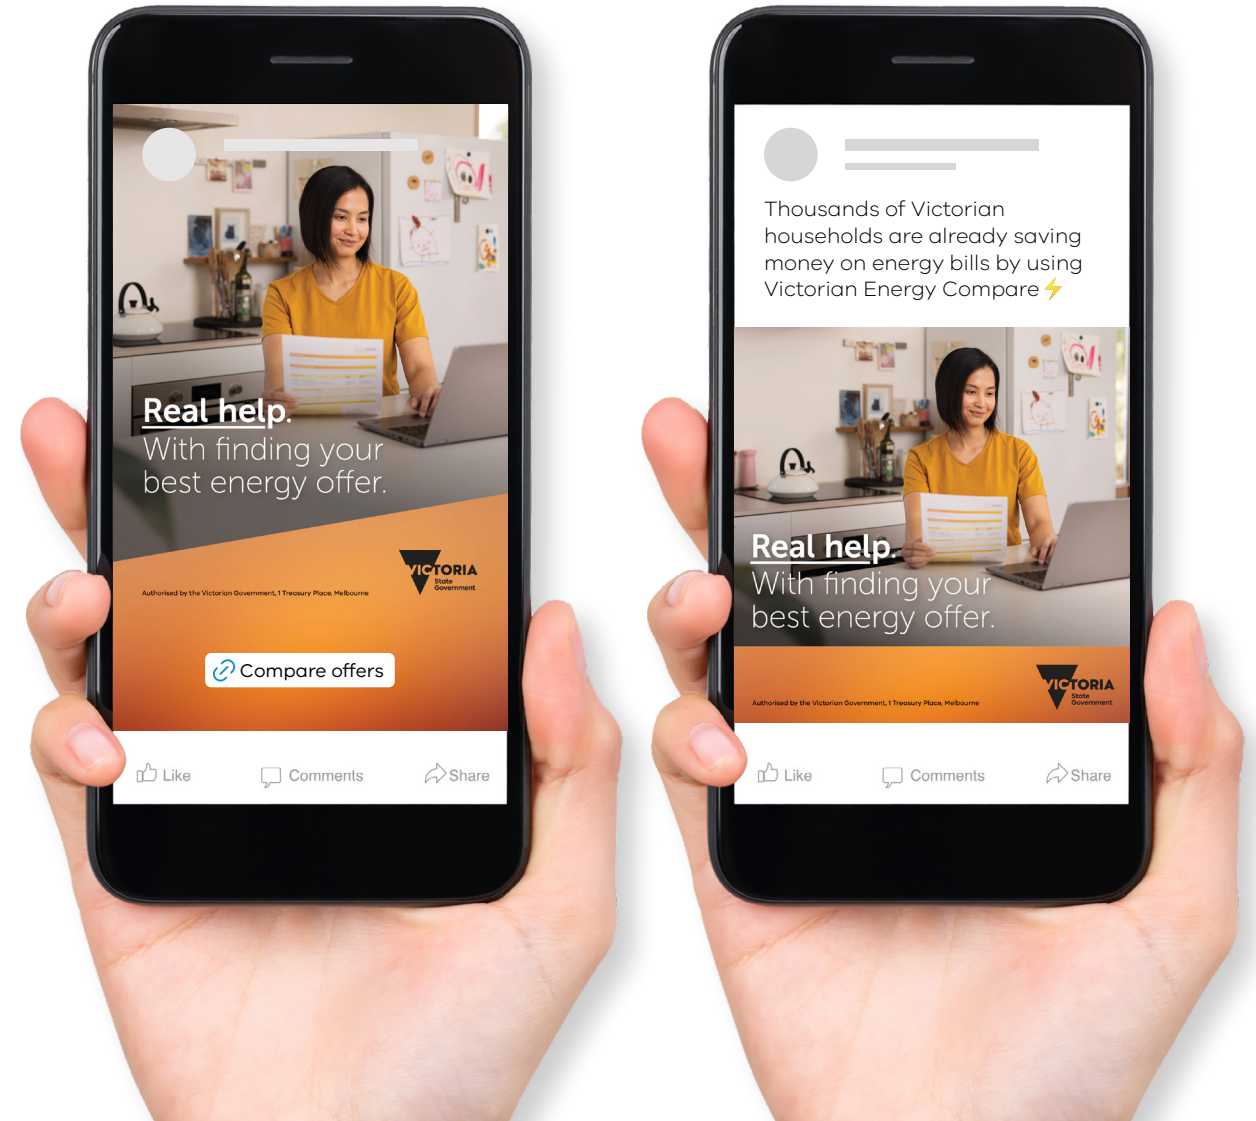 Real help.
With finding your
best energy offer.
VICTORIA
State
Government
Authorised by the Victorian Government, 1 Treasury Place, Melbourne
Compare offers
Like
Comments
Share
Thousands of Victorian
households are already saving
money on energy bills by using
Victorian Energy Compare⚡
Real help.
With finding your
best energy offer.
VICTORIA
State
Government
Authorised by the Victorian Government, 1 Treasury Place, Melbourne
Like
Comments
Share